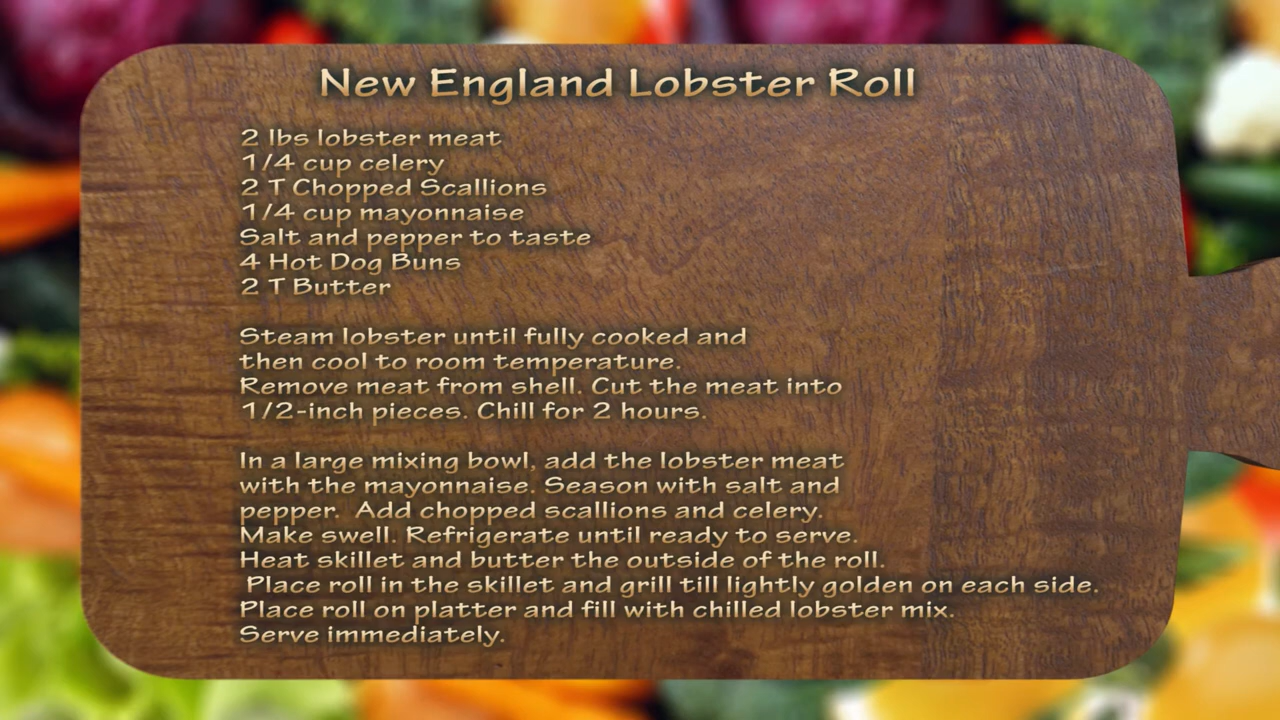 New England Lobster Roll
2 lbs lobster meat
1/4 cup celery
2 T Chopped Scallions
1/4 cup mayonnaise
Salt and pepper to taste
4 Hot Dog Buns
2 T Butter
Steam lobster until fully cooked and
then cool to room temperature.
Remove meat from shell. Cut the meat into
1/2-inch pieces. Chill for 2 hours.
In a large mixing bowl, add the lobster meat
with the mayonnaise. Season with salt and
pepper.  Add chopped scallions and celery.
Make swell. Refrigerate until ready to serve.
Heat skillet and butter the outside of the roll.
Place roll in the skillet and grill till lightly golden on each side.
Place roll on platter and fill with chilled lobster mix.
Serve immediately.